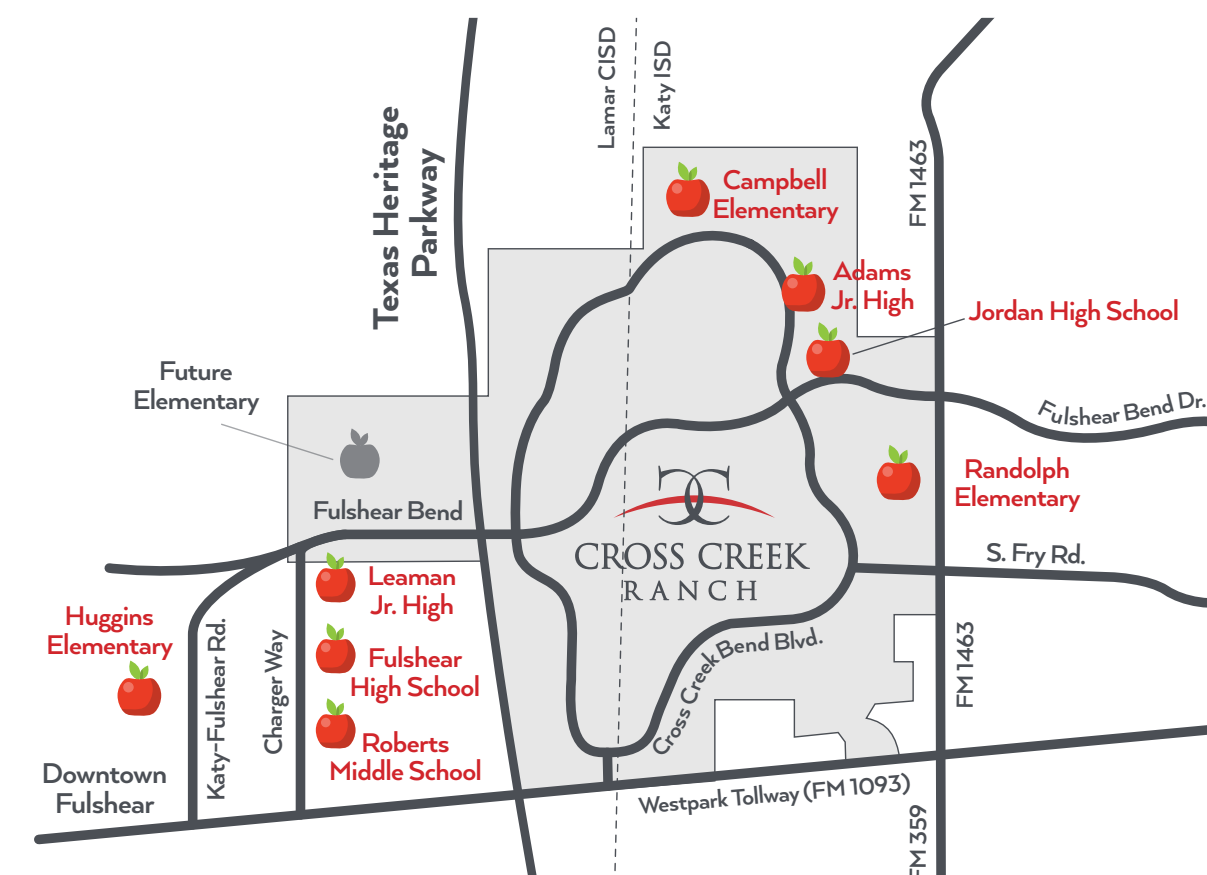 Lamar CISD
Katy ISD
Texas Heritage
Parkway
FM 1463
Campbell
Elementary
Adams
Jr. High
Jordan High School
Future
Elementary
Fulshear Bend Dr.
Randolph
Elementary
Fulshear Bend
CROSS CREEK
RANCH
S. Fry Rd.
Leaman
Jr. High
Huggins
Elementary
Katy-Fulshear Rd.
Charger Way
Fulshear
High School
Cross Creek Bend Blvd.
FM 1463
Roberts
Middle School
Downtown
Fulshear
Westpark Tollway (FM 1093)
FM 359